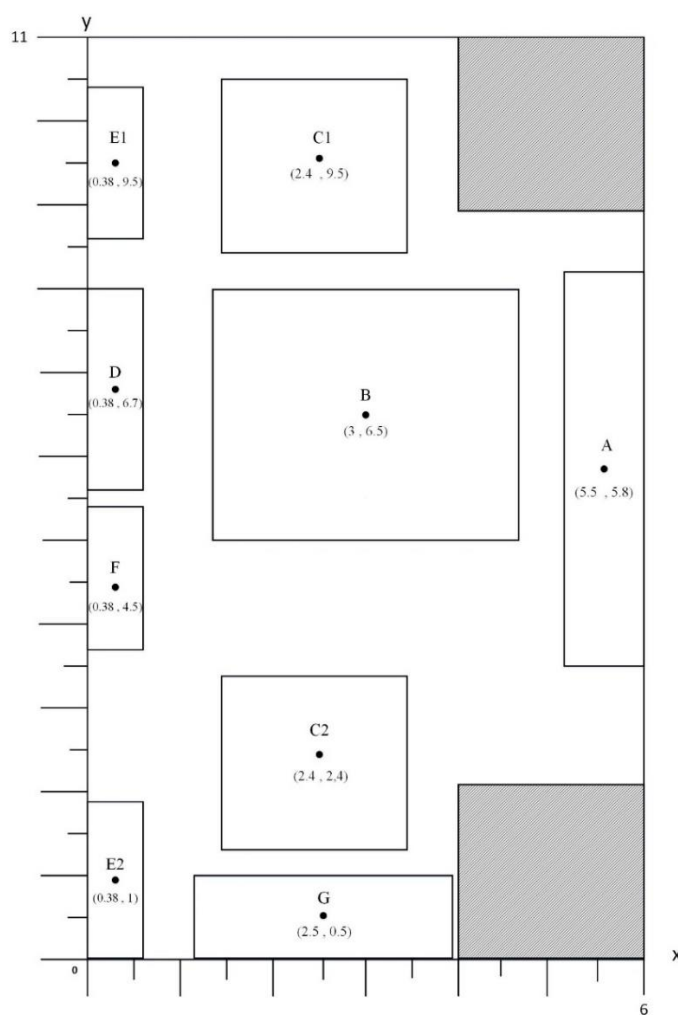 y
11
E1
(0.38 , 9.5)
C1
(2.4 , 9.5)
D
(0.38 , 6.7)
B
(3 , 6.5)
A
(5.5 , 5.8)
F
(0.38 , 4.5)
C2
(2.4 , 2,4)
E2
(0.38 , 1)
G
(2.5 , 0.5)
0
x
6